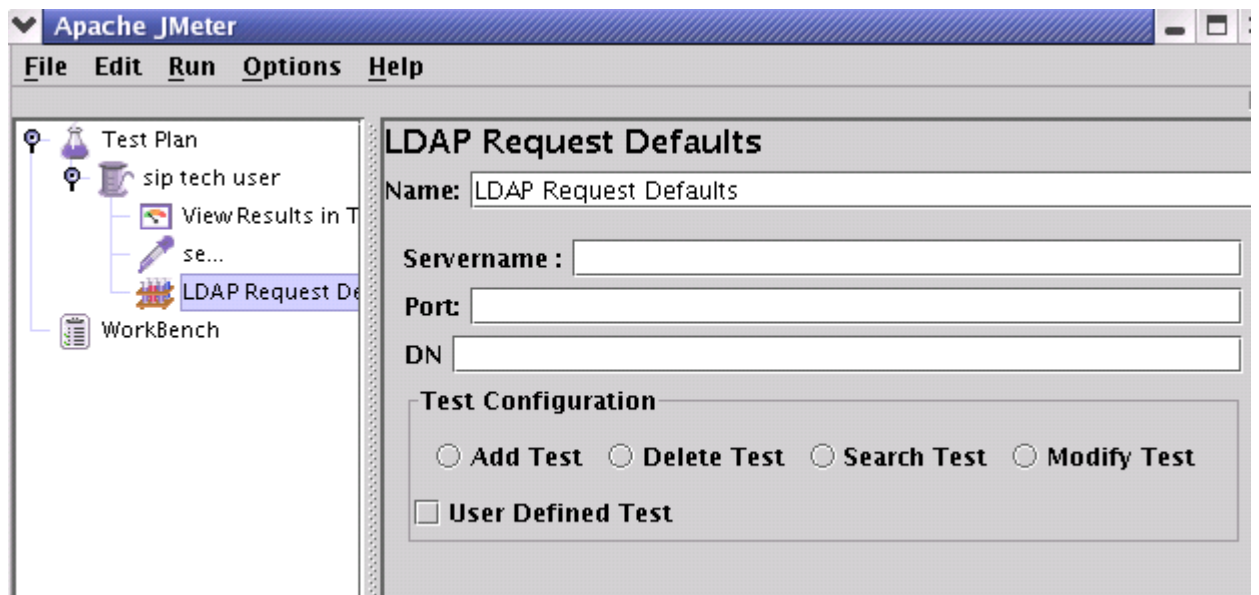 Apache JMeter
File Edit Run Options Help
Test Plan
sip tech user
View Results in T
se...
LDAP Request De
WorkBench
LDAP Request Defaults
Name: LDAP Request Defaults
Servername :
Port:
DN
Test Configuration
Add Test Delete Test Search Test Modify Test
User Defined Test